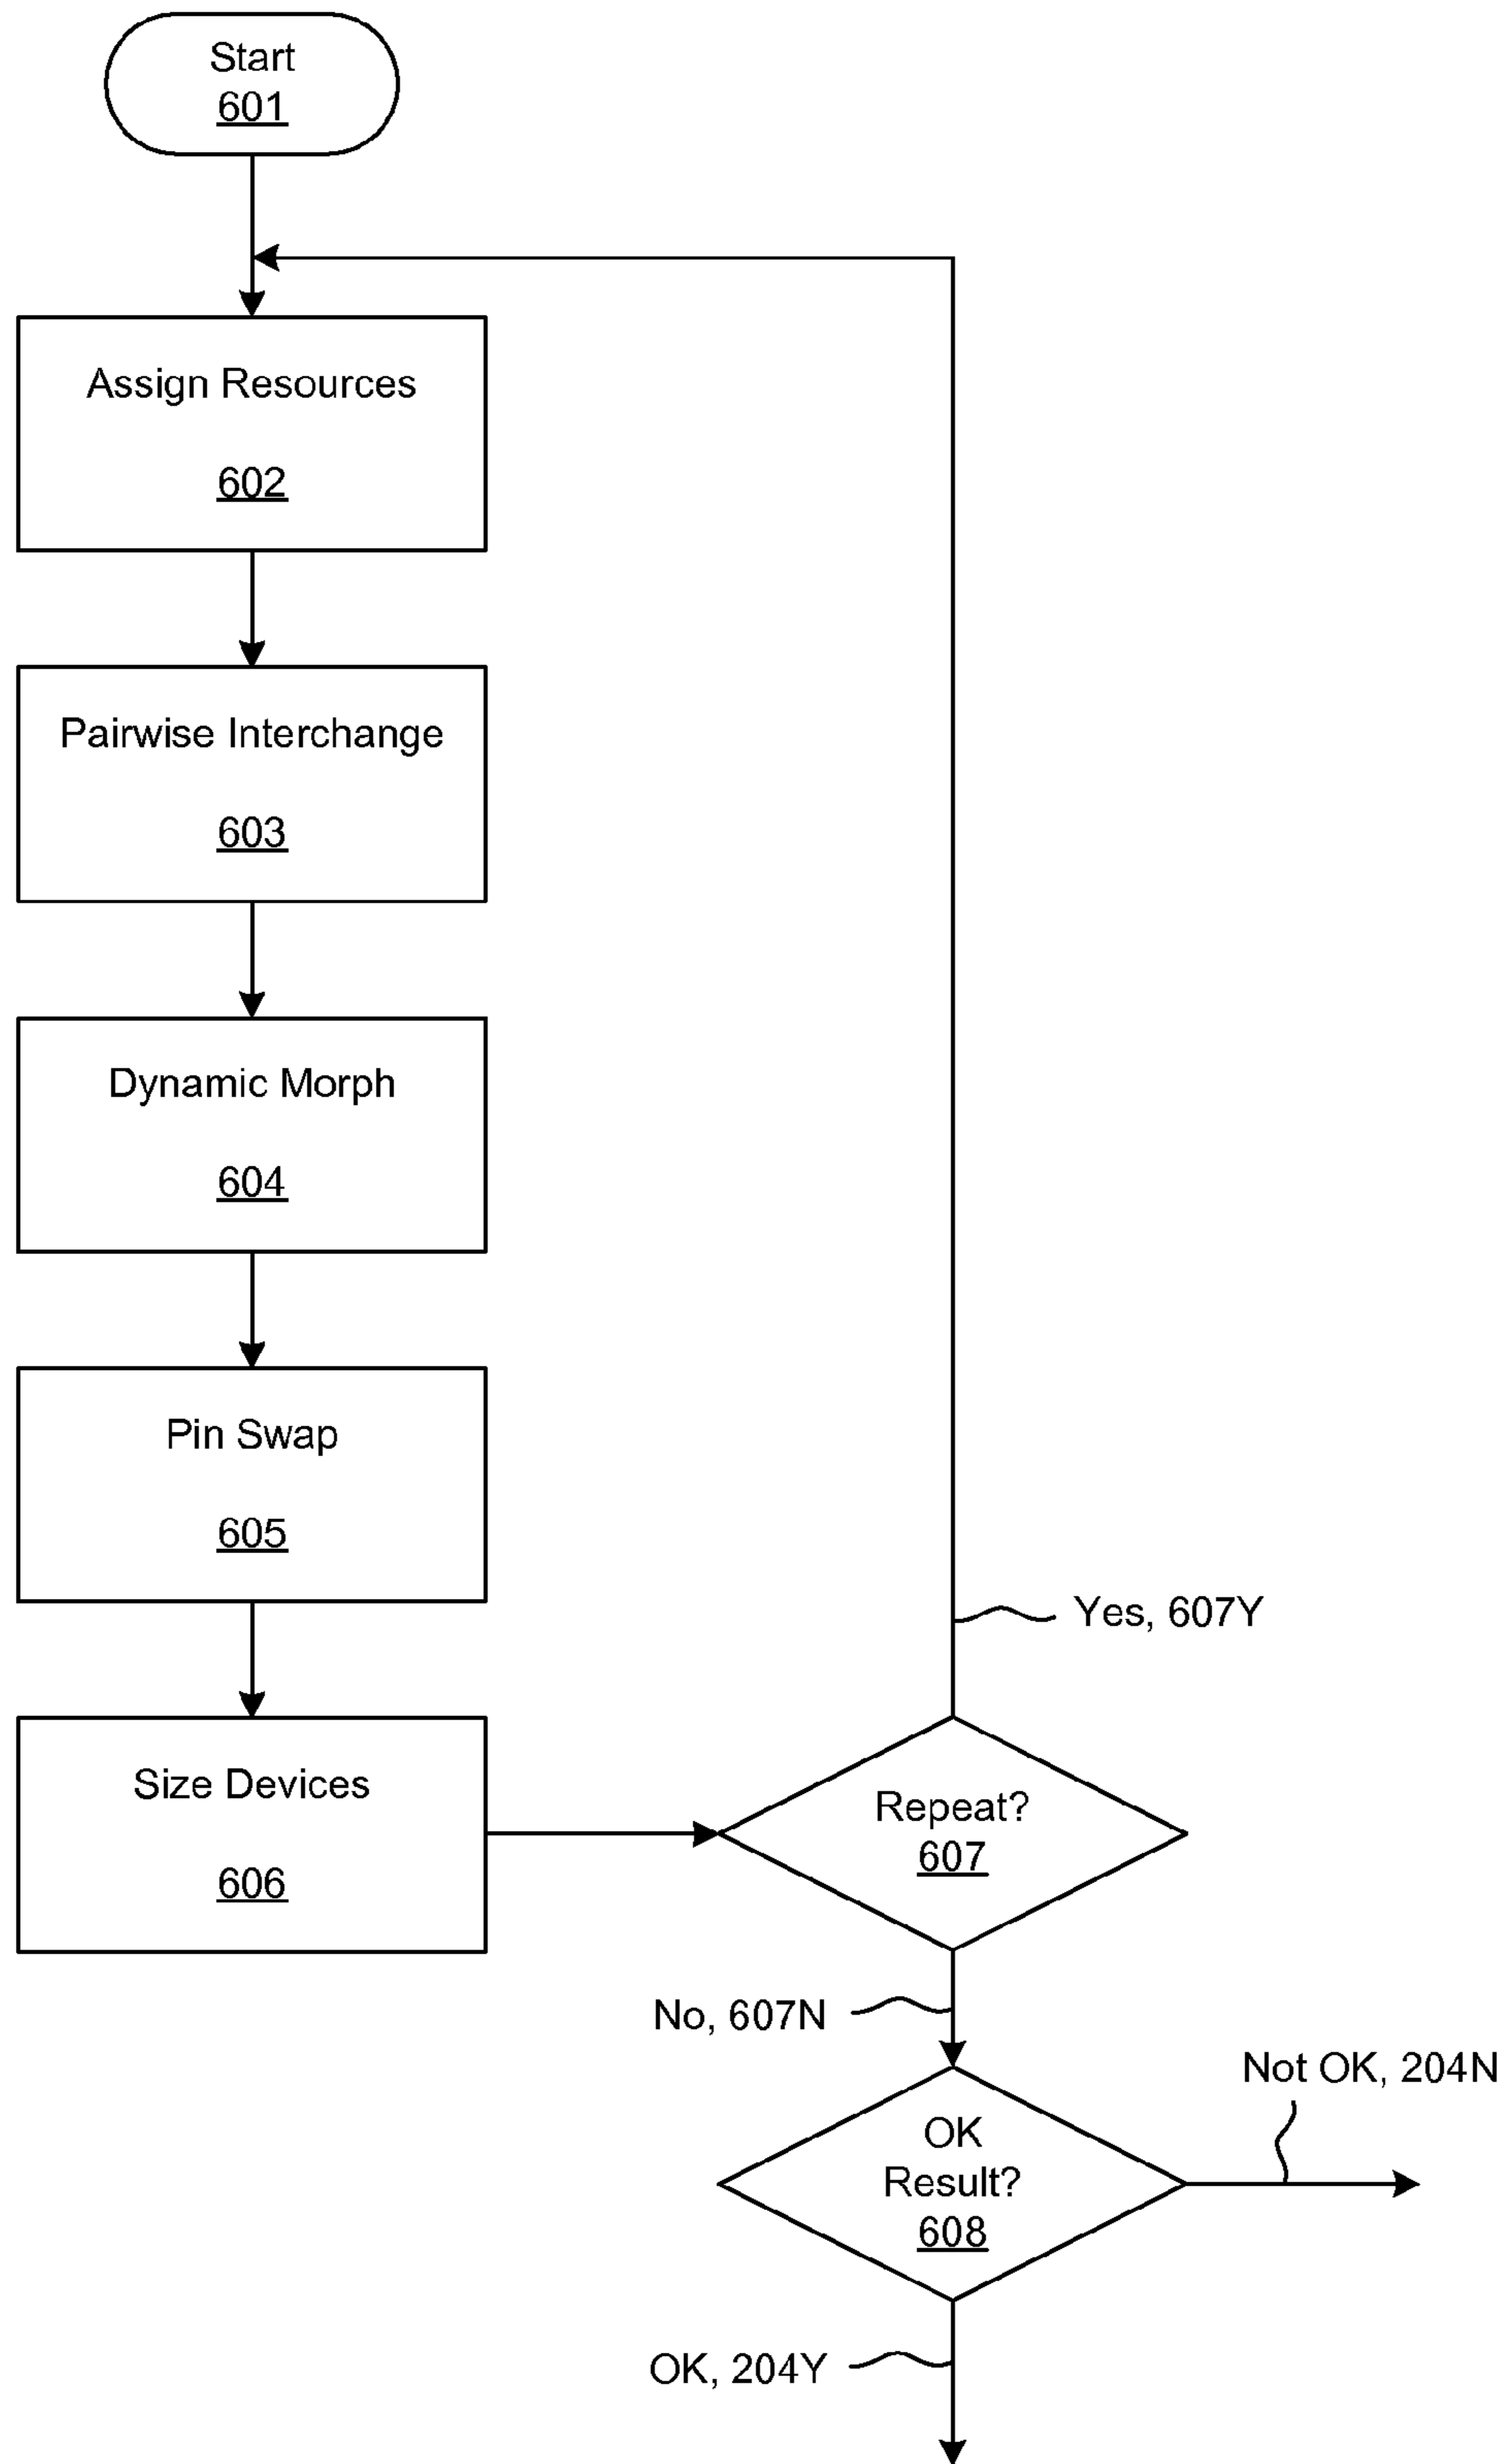 Start
601
Assign Resources
602
Pairwise Interchange
603
Dynamic Morph
604
Pin Swap
605
Yes, 607Y
Size Devices
606
Repeat?
607
No, 607N
Not OK, 204N
OK
Result?
608
OK, 204Y